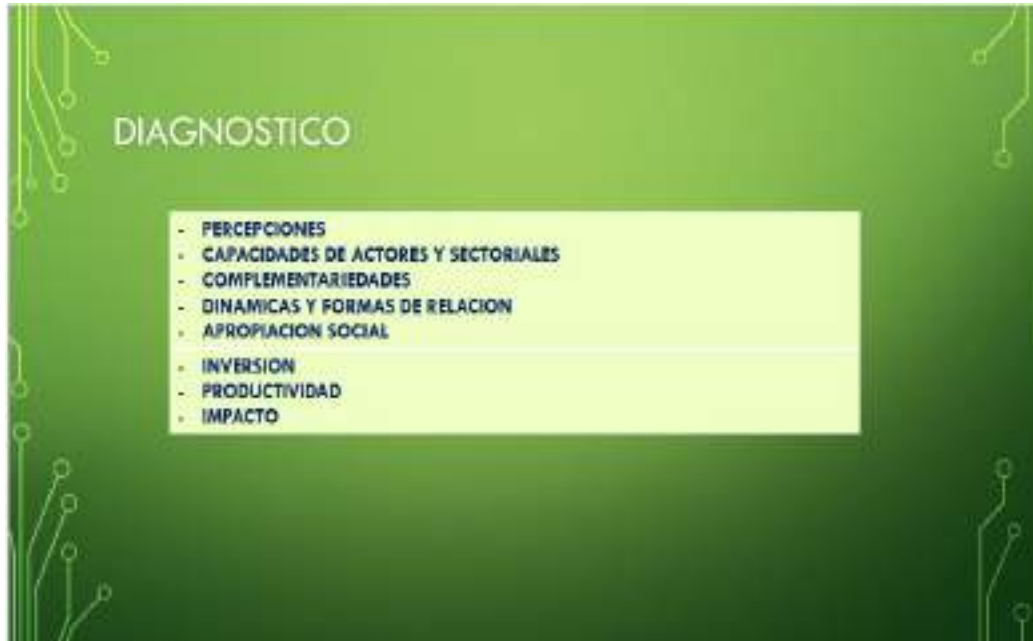 DIAGNOSTICO
- PERCEPCIONES
- CAPACIDADES DE ACTORES Y SECTORIALES
- COMPLEMENTARIEDADES
- DINAMICAS Y FORMAS DE RELACION
- APROPIACION SOCIAL
- INVERSION
- PRODUCTIVIDAD
- IMPACTO